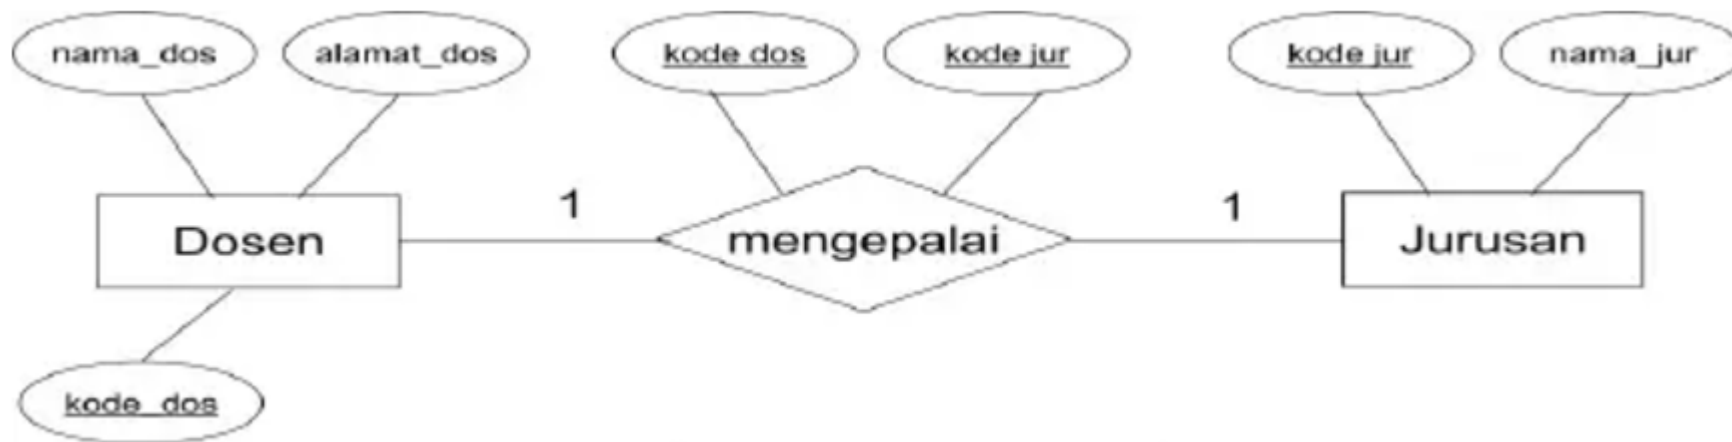 nama_dos
alamat_dos
kode dos
kode jur
kode jur
nama_jur
Dosen
1
mengepalai
1
Jurusan
kode_dos